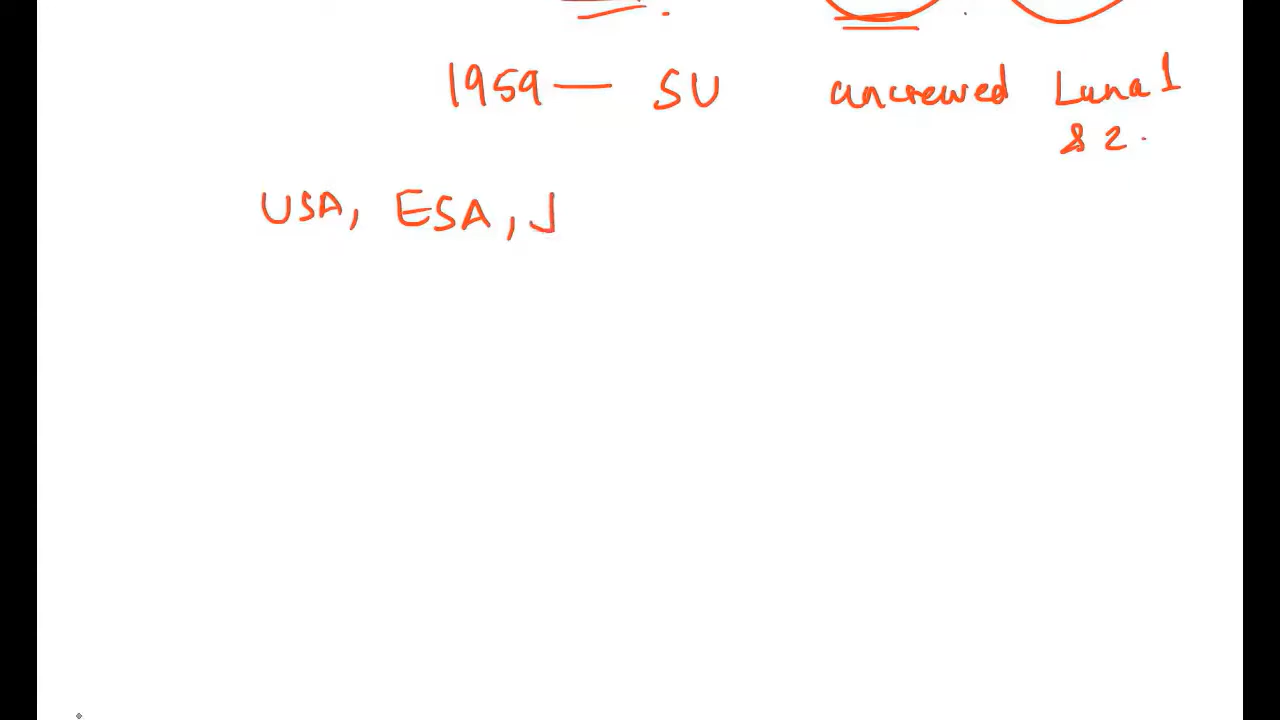 1959 — SU uncrewed Luna 1
& 2.
USA, ESA, J